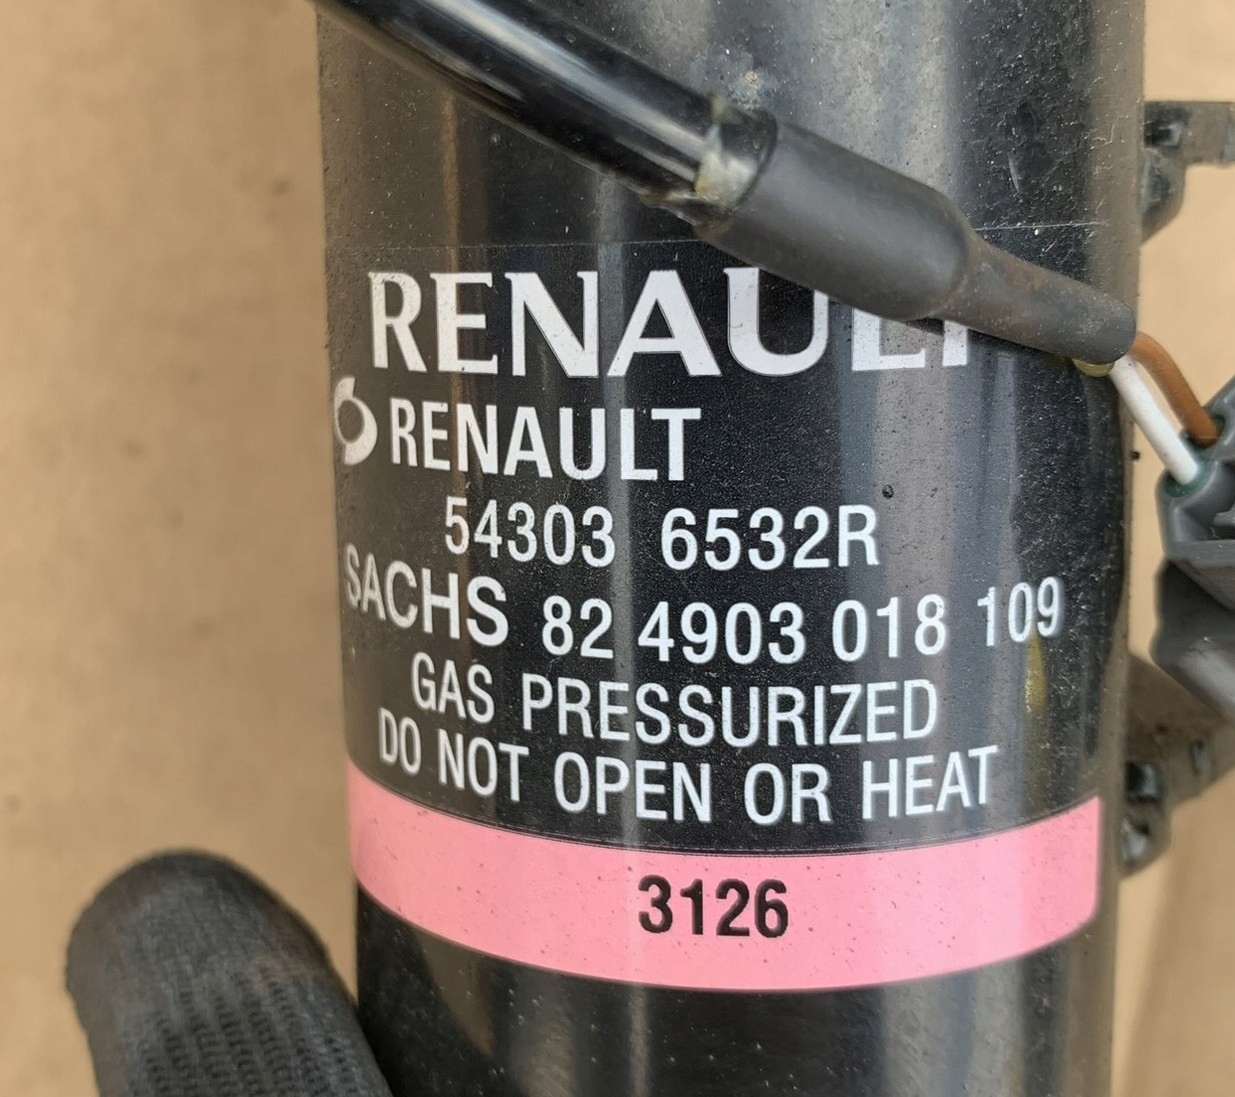 RENAULT
RENAULT
54303 6532R
SACHS 82 4903 018 109
GAS PRESSURIZED
DO NOT OPEN OR HEAT
3126